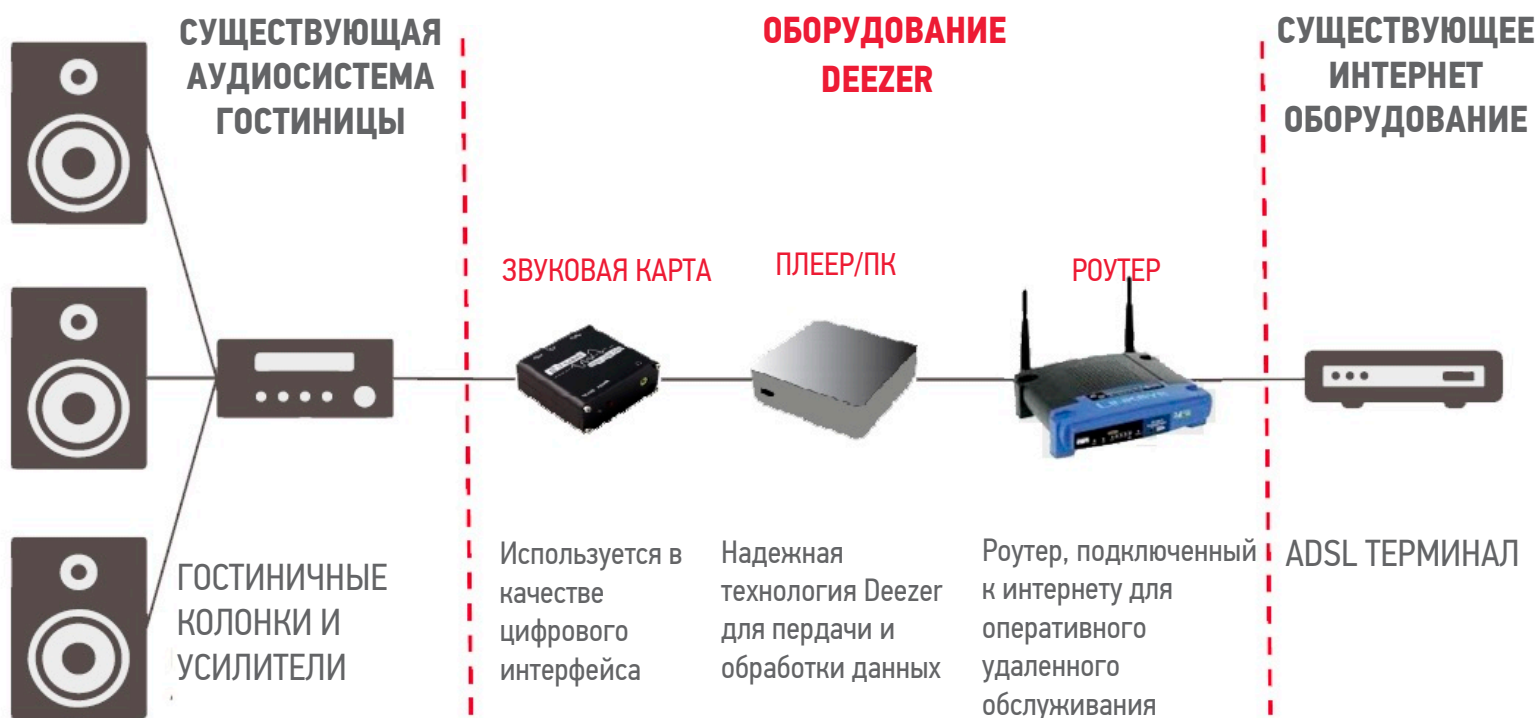 СУЩЕСТВУЮЩАЯ
АУДИОСИСТЕМА
ГОСТИНИЦЫ
ОБОРУДОВАНИЕ
DEEZER
СУЩЕСТВУЮЩЕЕ
ИНТЕРНЕТ
ОБОРУДОВАНИЕ
ЗВУКОВАЯ КАРТА
ПЛЕЕР/ПК
РОУТЕР
ГОСТИНИЧНЫЕ
КОЛОНКИ И
УСИЛИТЕЛИ
Используется в
качестве
цифрового
интерфейса
Надежная
технология Deezer
для пердачи и
обработки данных
Роутер, подключенный
к интернету для
оперативного
удаленного
обслуживания
ADSL ТЕРМИНАЛ